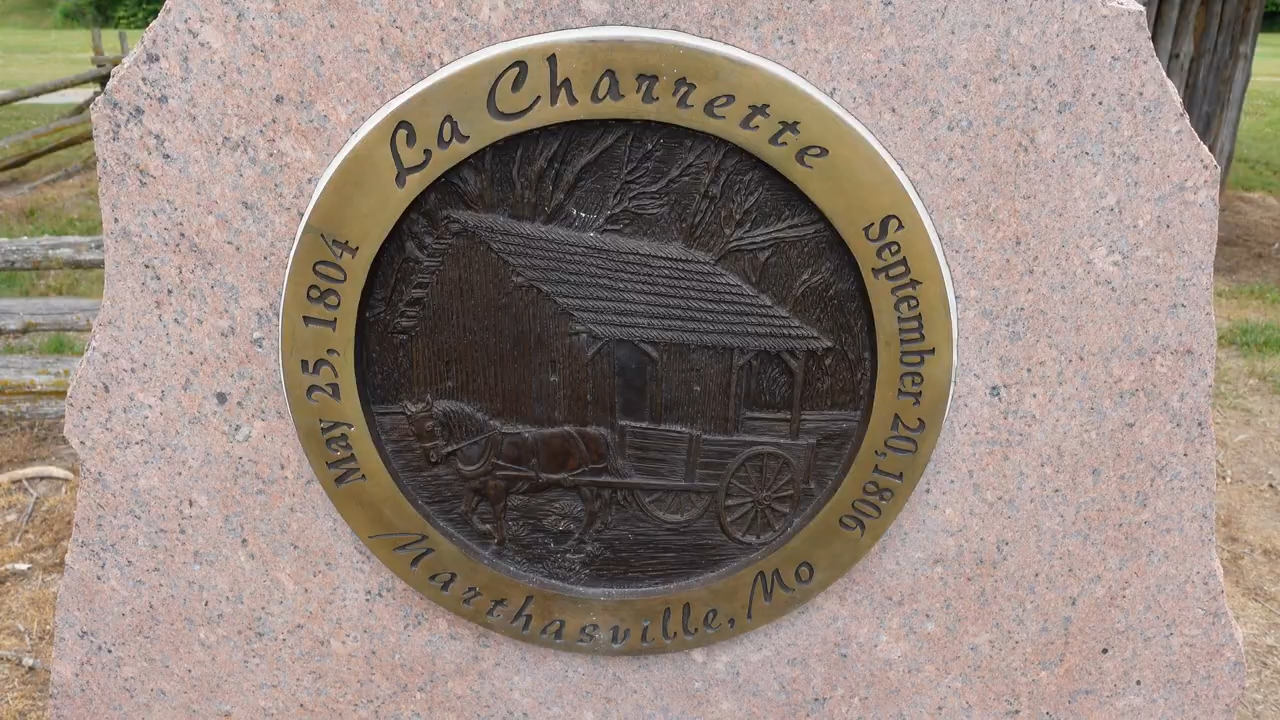 La Charrette
May 25, 1804
September 20, 1806
Marthasville, Mo